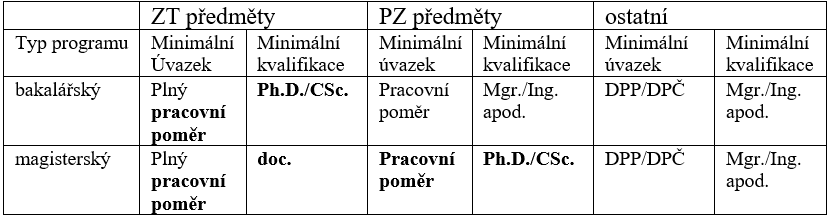 ZT předměty PZ předměty ostatní
Typ programu Minimální Úvazek Minimální kvalifikace Minimální úvazek Minimální kvalifikace Minimální úvazek Minimální kvalifikace
bakalářský Plný pracovní poměr Ph.D./CSc. Pracovní poměr Mgr./Ing. apod. DPP/DPČ Mgr./Ing. apod.
magisterský Plný pracovní poměr doc. Pracovní poměr Ph.D./CSc. DPP/DPČ Mgr./Ing. apod.